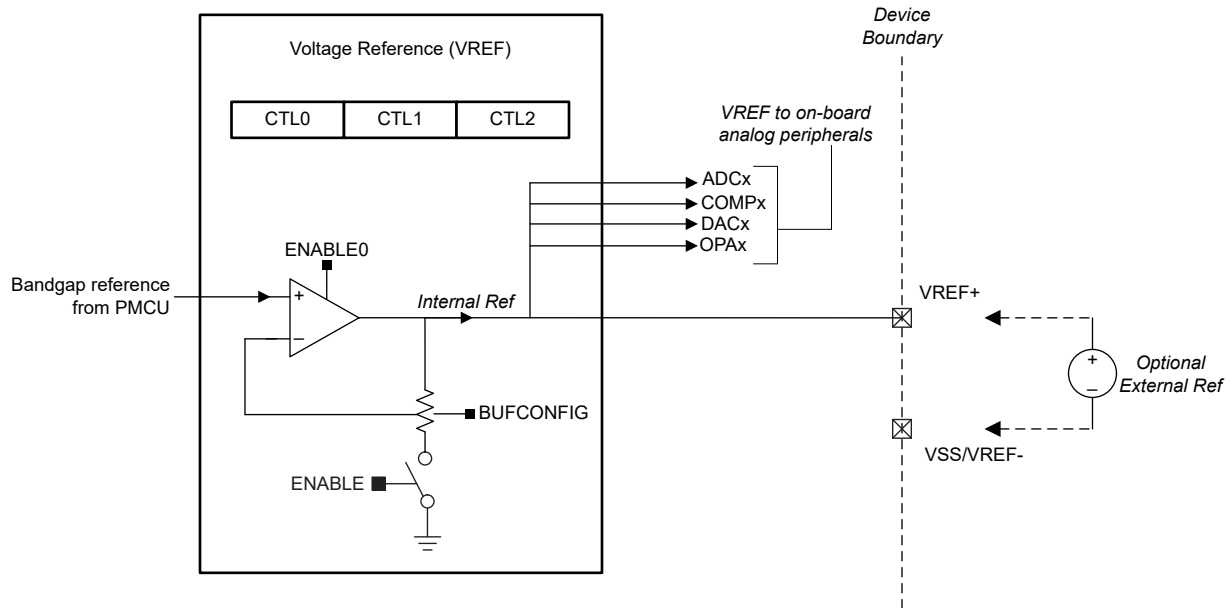 Device
Boundary
Voltage Reference (VREF)
CTL0 CTL1 CTL2
VREF to on-board
analog peripherals
ADCx
COMPx
DACx
OPAx
ENABLE0
Bandgap reference
from PMCU
+
−
Internal Ref
VREF+
+
−
Optional
External Ref
BUFCONFIG
VSS/VREF-
ENABLE